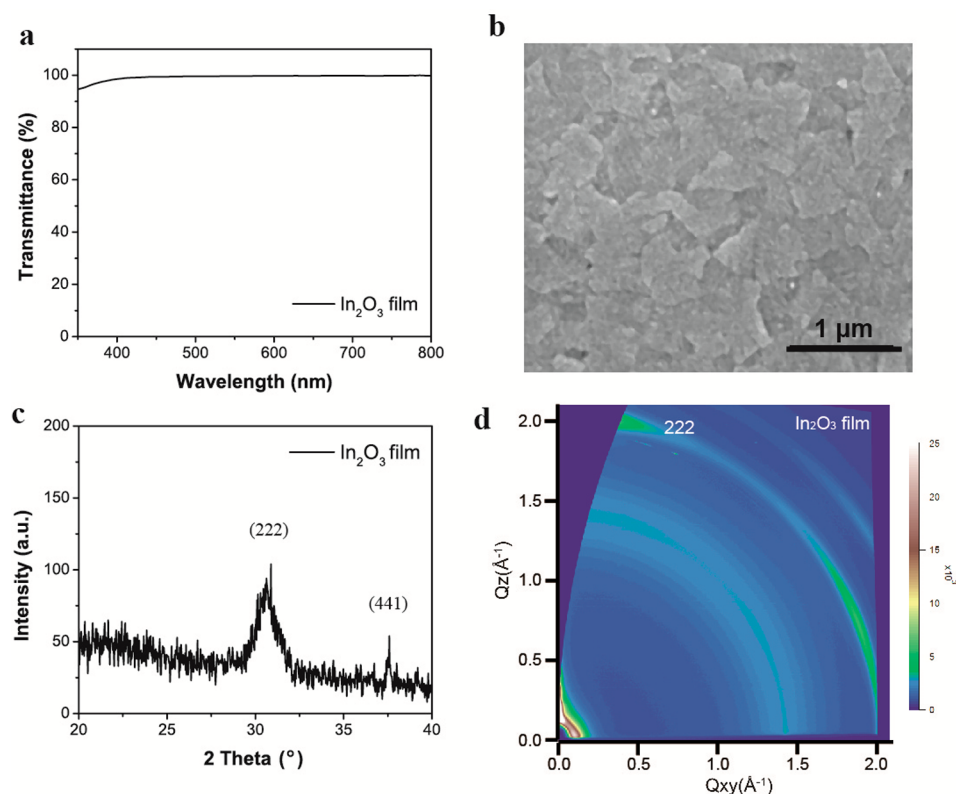 a
100
80
60
40
20
0
Transmittance (%)
In₂O₃ film
400 500 600 700 800
Wavelength (nm)
b
1 μm
c
200
150
100
50
0
Intensity (a.u.)
In₂O₃ film
(222)
(441)
20 25 30 35 40
2 Theta (°)
d
2.0
1.5
1.0
0.5
0.0
Qz(Å⁻¹)
222
In₂O₃ film
0.0 0.5 1.0 1.5 2.0
Qxy(Å⁻¹)
25
20
15
10
5
0
x10⁻³